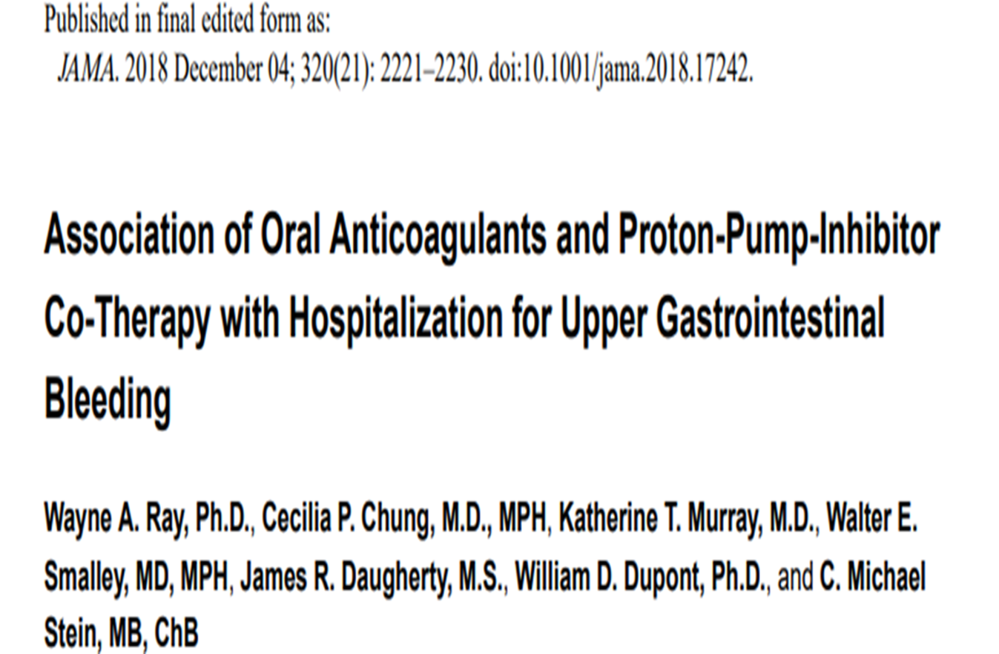 Published in final edited form as:
JAMA. 2018 December 04; 320(21): 2221–2230. doi:10.1001/jama.2018.17242.
Association of Oral Anticoagulants and Proton-Pump-Inhibitor
Co-Therapy with Hospitalization for Upper Gastrointestinal
Bleeding
Wayne A. Ray, Ph.D., Cecilia P. Chung, M.D., MPH, Katherine T. Murray, M.D., Walter E.
Smalley, MD, MPH, James R. Daugherty, M.S., William D. Dupont, Ph.D., and C. Michael
Stein, MB, ChB